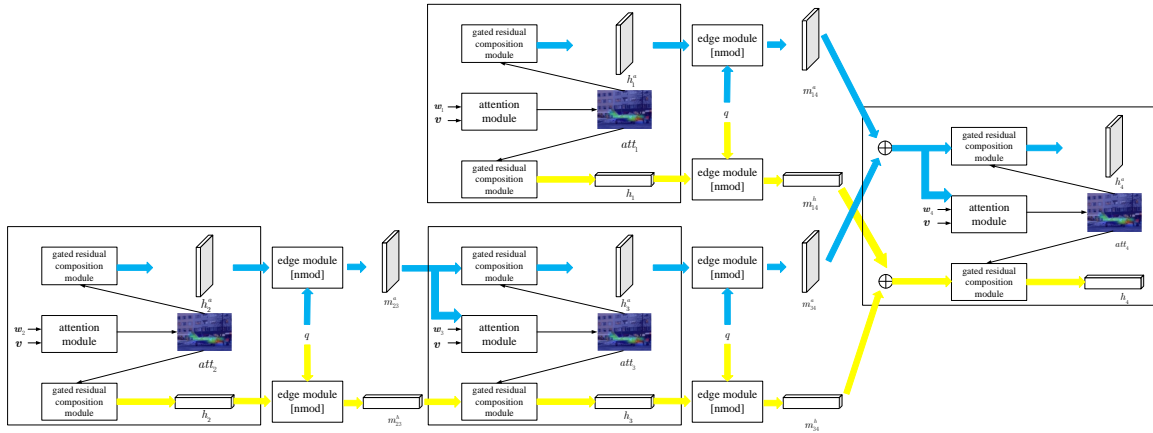 gated residual
composition
module
h₁ᵃ
edge module
[nmod]
m₁₄ᵃ
w₁
v
attention
module
att₁
q
gated residual
composition
module
h₁
edge module
[nmod]
m₁₄ʰ
gated residual
composition
module
h₄ᵃ
w₄
v
attention
module
att₄
gated residual
composition
module
h₄
gated residual
composition
module
h₂ᵃ
edge module
[nmod]
m₂₃ᵃ
w₂
v
attention
module
att₂
q
gated residual
composition
module
h₂
edge module
[nmod]
m₂₃ʰ
gated residual
composition
module
h₃ᵃ
edge module
[nmod]
m₃₄ᵃ
w₃
v
attention
module
att₃
q
gated residual
composition
module
h₃
edge module
[nmod]
m₃₄ʰ